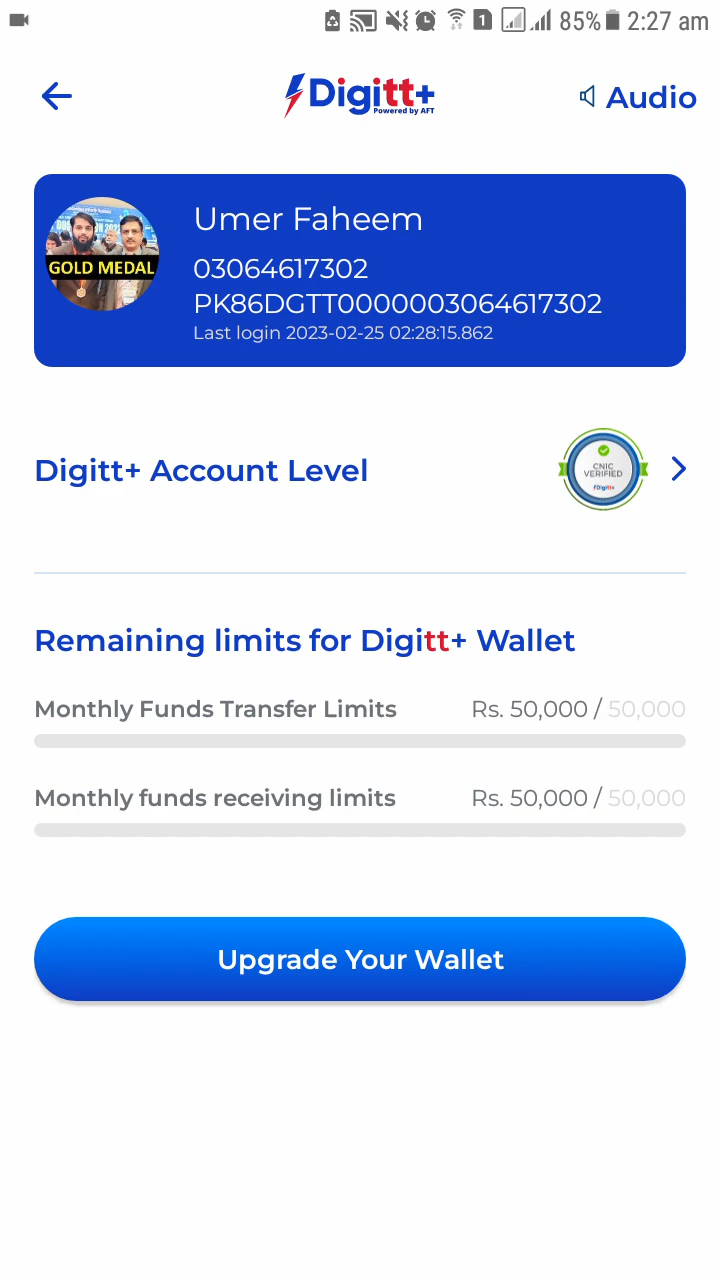 85% 2:27 am
Digitt+
Powered by AFT
Audio
Umer Faheem
GOLD MEDAL
03064617302
PK86DGTT0000003064617302
Last login 2023-02-25 02:28:15.862
Digitt+ Account Level
CNIC
VERIFIED
Digitt+
Remaining limits for Digitt+ Wallet
Monthly Funds Transfer Limits Rs. 50,000 / 50,000
Monthly funds receiving limits Rs. 50,000 / 50,000
Upgrade Your Wallet